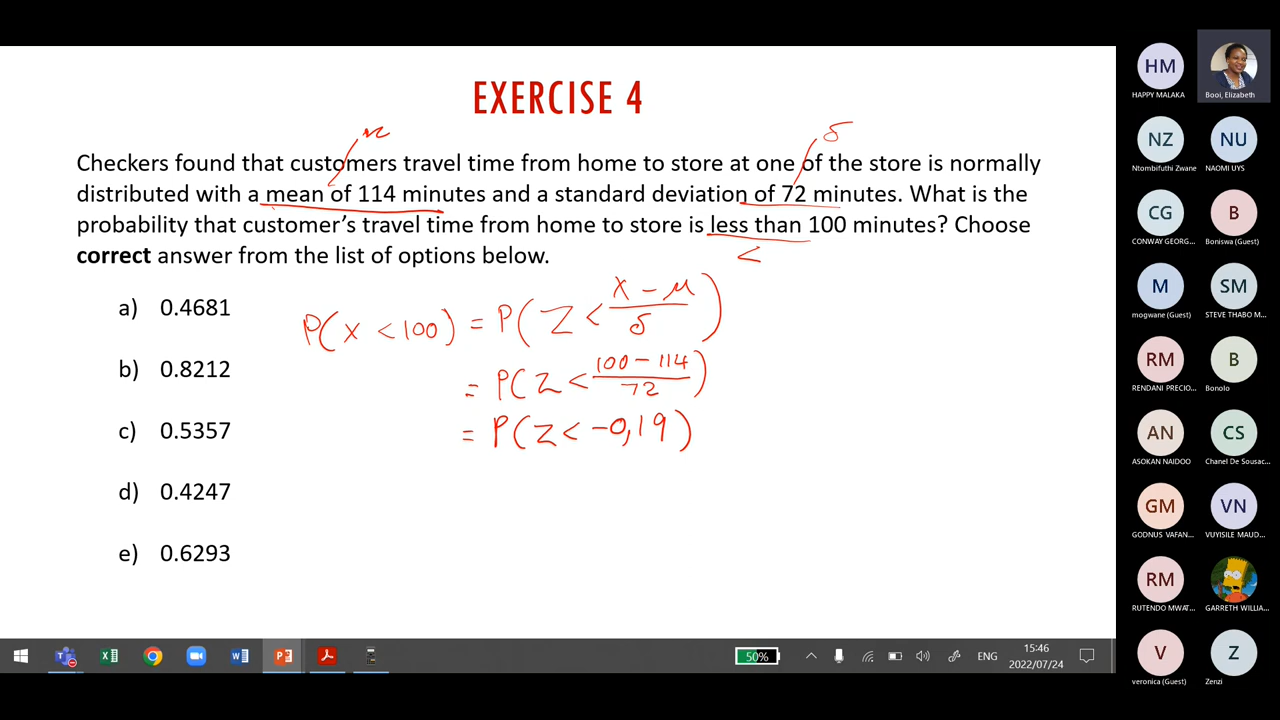 EXERCISE 4
μ
δ
Checkers found that customers travel time from home to store at one of the store is normally
distributed with a mean of 114 minutes and a standard deviation of 72 minutes. What is the
probability that customer's travel time from home to store is less than 100 minutes? Choose
correct answer from the list of options below.
<
a) 0.4681
b) 0.8212
c) 0.5357
d) 0.4247
e) 0.6293
P(X < 100) = P(Z < (X - μ)/δ)
= P(Z < (100 - 114)/72)
= P(Z < -0,19)
HM
HAPPY MALAKA
Booi, Elizabeth
NZ
Ntombifuthi Zwane
NU
NAOMI UYS
CG
CONWAY GEORG...
B
Boniswa (Guest)
M
mogwane (Guest)
SM
STEVE THABO M...
RM
RENDANI PRECIO...
B
Bonolo
AN
ASOKAN NAIDOO
CS
Chanel De Sousac...
GM
GODNUS VAFAN...
VN
VUYISILE MAUD...
RM
RUTENDO MWAT...
GARRETH WILLIA...
V
veronica (Guest)
Z
Zenzi
50%
ENG
15:46
2022/07/24